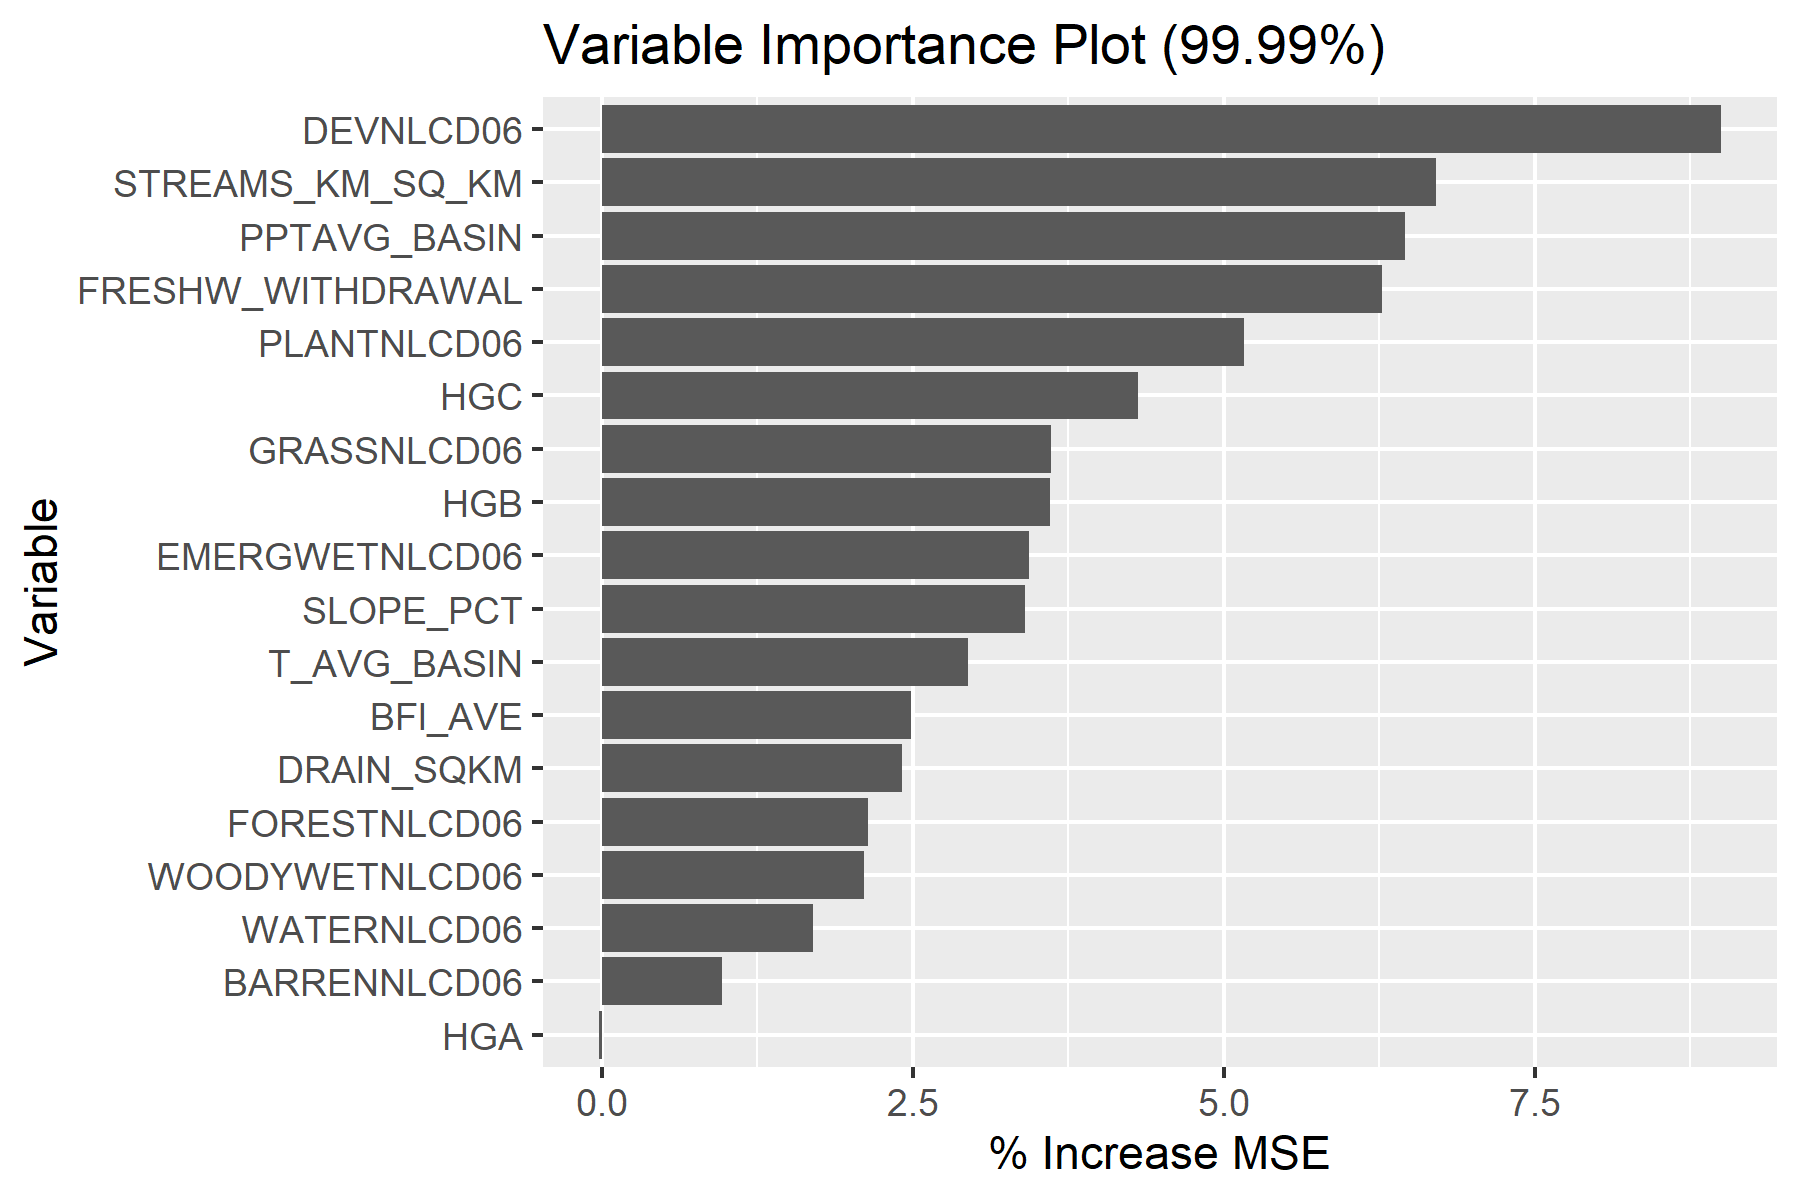 Variable Importance Plot (99.99%)
DEVNLCD06
STREAMS_KM_SQ_KM
PPTAVG_BASIN
FRESHW_WITHDRAWAL
PLANTNLCD06
HGC
GRASSNLCD06
HGB
EMERGWETNLCD06
SLOPE_PCT
T_AVG_BASIN
BFI_AVE
DRAIN_SQKM
FORESTNLCD06
WOODYWETNLCD06
WATERNLCD06
BARRENNLCD06
HGA
Variable
0.0 2.5 5.0 7.5
% Increase MSE